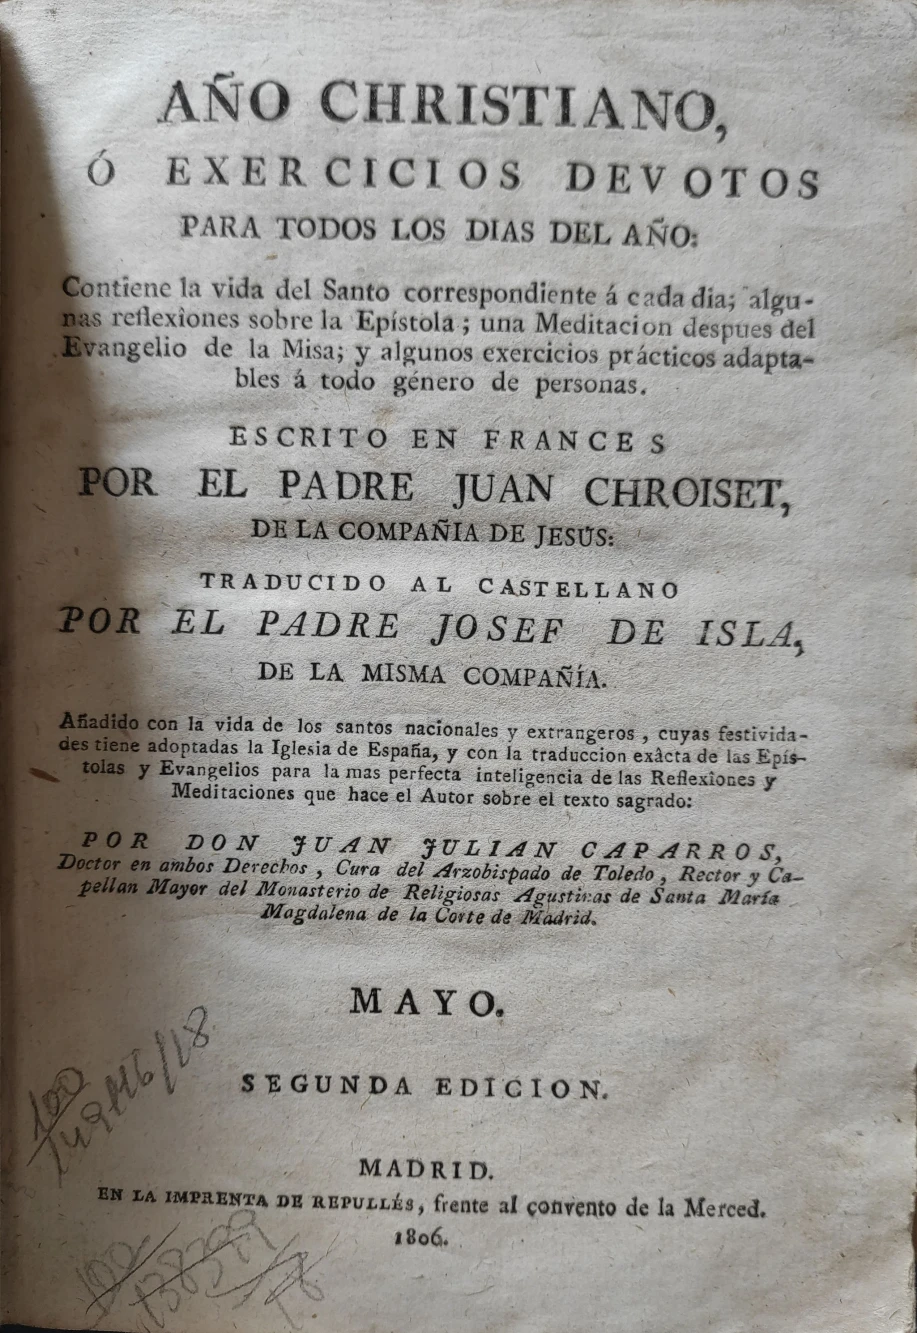 AÑO CHRISTIANO,
Ó EXERCICIOS DEVOTOS
PARA TODOS LOS DIAS DEL AÑO:
Contiene la vida del Santo correspondiente á cada dia; algu-
nas reflexîones sobre la Epístola; una Meditacion despues del
Evangelio de la Misa; y algunos exercicios prácticos adapta-
bles á todo género de personas.
ESCRITO EN FRANCES
POR EL PADRE JUAN CHROISET,
DE LA COMPAÑIA DE JESÚS:
TRADUCIDO AL CASTELLANO
POR EL PADRE JOSEF DE ISLA,
DE LA MISMA COMPAÑÍA.
Añadido con la vida de los santos nacionales y extrangeros, cuyas festivida-
des tiene adoptadas la Iglesia de España, y con la traduccion exâcta de las Epís-
tolas y Evangelios para la mas perfecta inteligencia de las Reflexîones y
Meditaciones que hace el Autor sobre el texto sagrado:
POR DON JUAN JULIAN CAPARROS,
Doctor en ambos Derechos, Cura del Arzobispado de Toledo, Rector y Ca-
pellan Mayor del Monasterio de Religiosas Agustinas de Santa María
Magdalena de la Corte de Madrid.
MAYO.
SEGUNDA EDICION.
MADRID.
EN LA IMPRENTA DE REPULLÉS, frente al convento de la Merced.
1806.